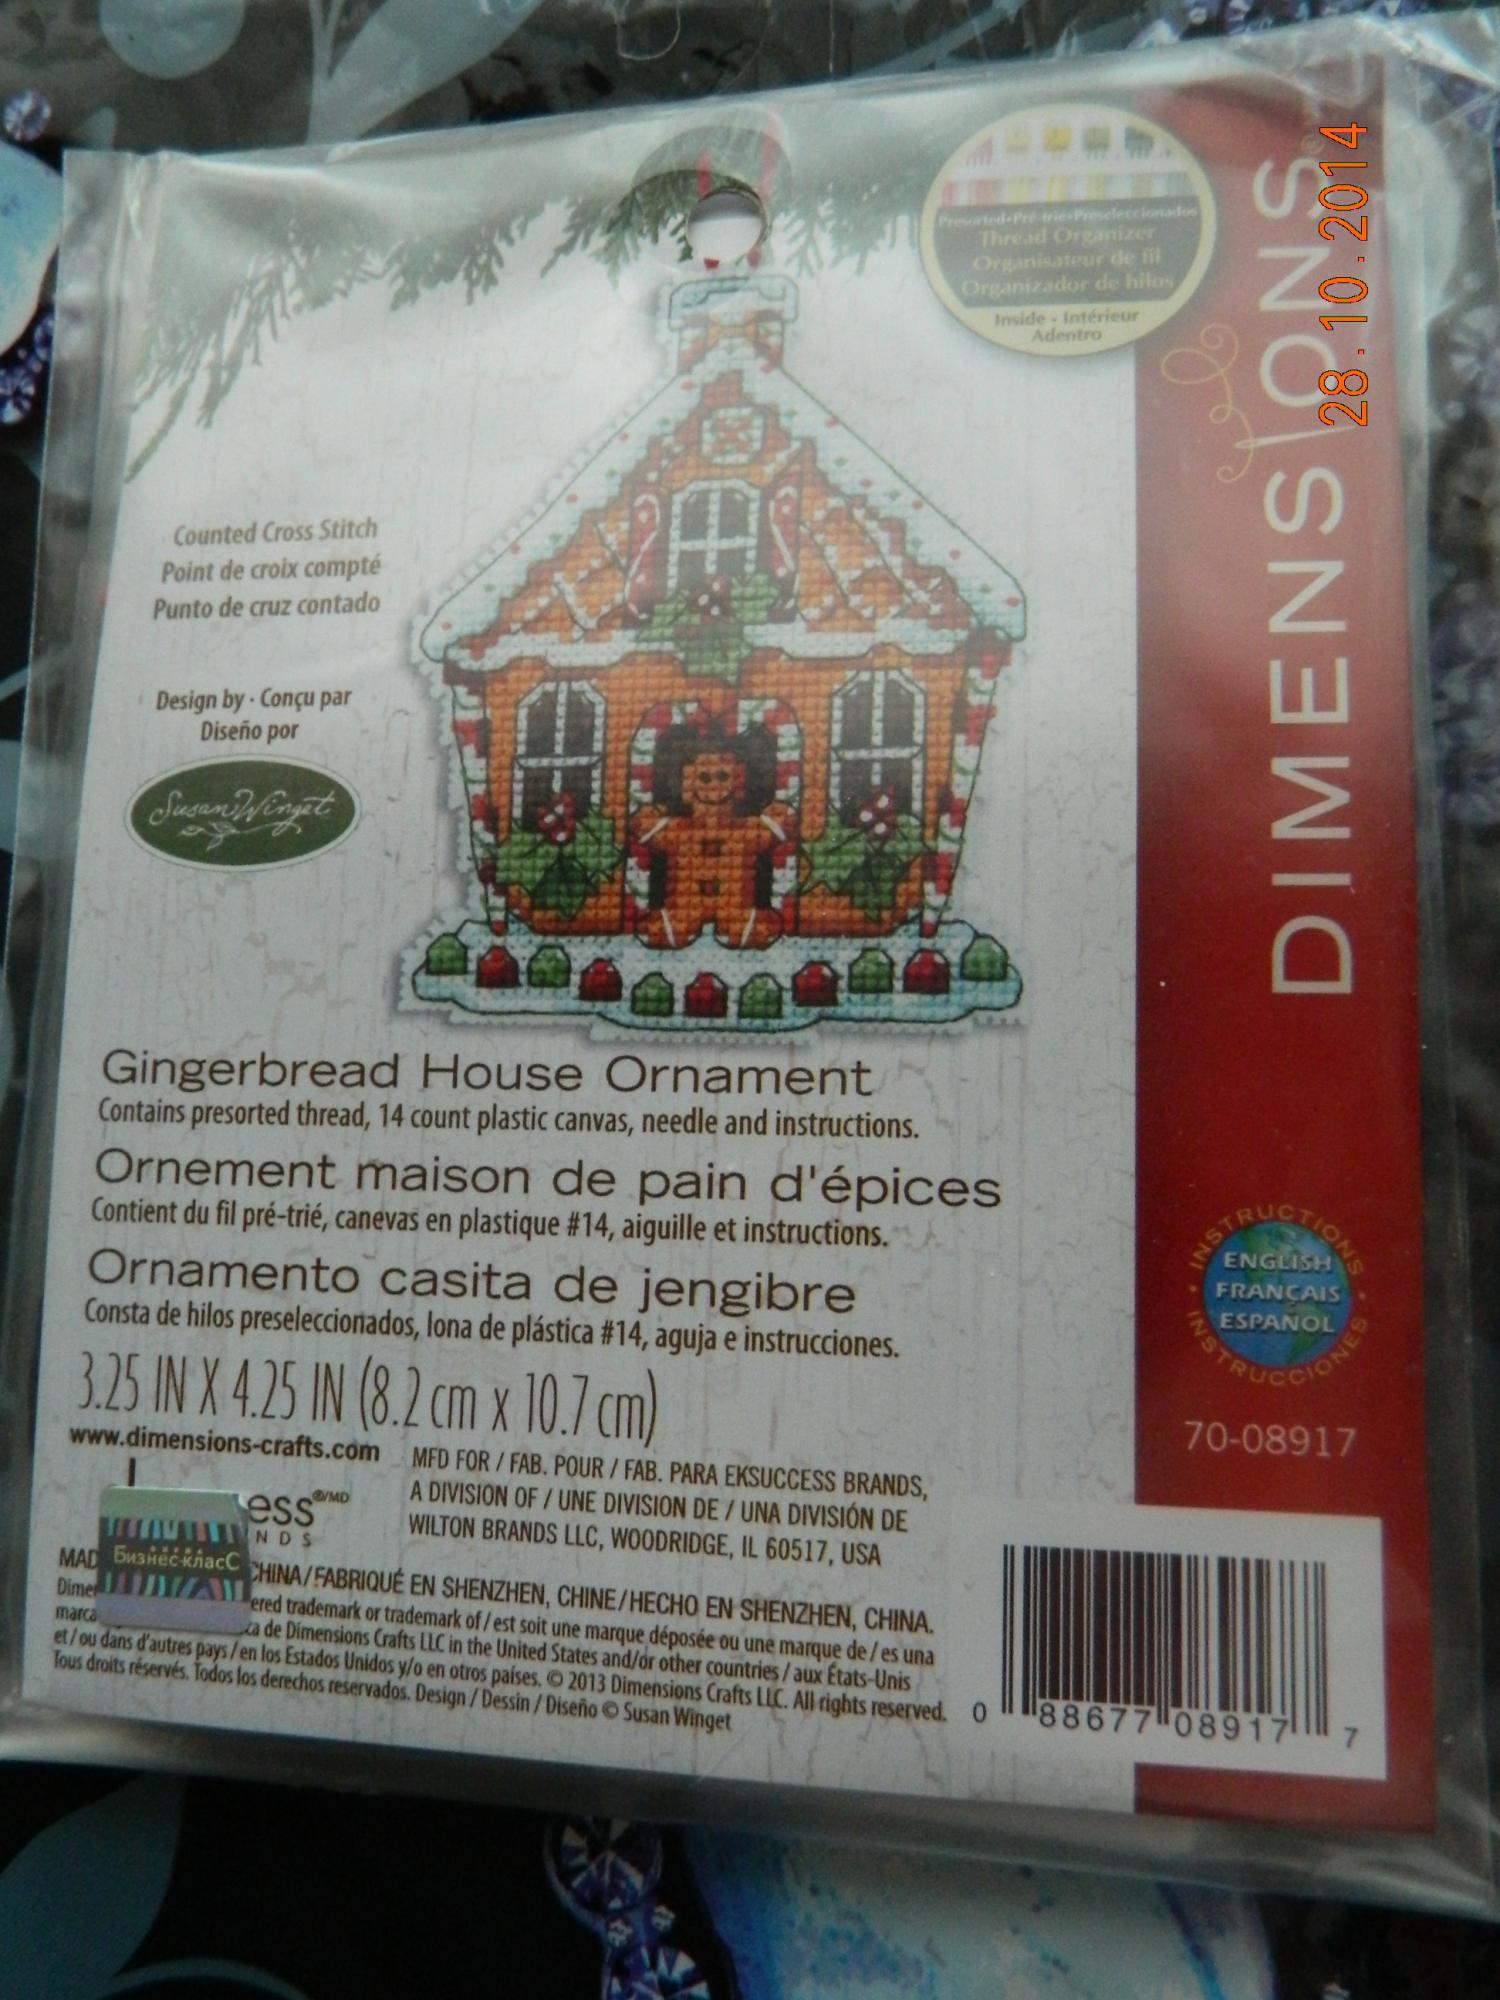 28.10.2014
DIMENSIONS®
Presorted•Pré-trié•Preseleccionados
Thread Organizer
Organisateur de fil
Organizador de hilos
Inside - Intérieur
Adentro
Counted Cross Stitch
Point de croix compté
Punto de cruz contado
Design by · Conçu par
Diseño por
Susan Winget
Gingerbread House Ornament
Contains presorted thread, 14 count plastic canvas, needle and instructions.
Ornement maison de pain d'épices
Contient du fil pré-trié, canevas en plastique #14, aiguille et instructions.
Ornamento casita de jengibre
Consta de hilos preseleccionados, lona de plástica #14, aguja e instrucciones.
3.25 IN X 4.25 IN (8.2 cm x 10.7 cm)
www.dimensions-crafts.com
INSTRUCTIONS
ENGLISH
FRANÇAIS
ESPAÑOL
INSTRUCCIONES
70-08917
MFD FOR / FAB. POUR / FAB. PARA EKSUCCESS BRANDS,
A DIVISION OF / UNE DIVISION DE / UNA DIVISIÓN DE
WILTON BRANDS LLC, WOODRIDGE, IL 60517, USA
ess®/MD
NDS
Бизнес-класС
MAD CHINA/FABRIQUÉ EN SHENZHEN, CHINE/HECHO EN SHENZHEN, CHINA.
Dime ered trademark or trademark of / est soit une marque déposée ou une marque de / es una
marca ca de Dimensions Crafts LLC in the United States and/or other countries / aux États-Unis
et / ou dans d'autres pays / en los Estados Unidos y/o en otros países. © 2013 Dimensions Crafts LLC. All rights reserved.
Tous droits réservés. Todos los derechos reservados. Design / Dessin / Diseño © Susan Winget
0 88677 08917 7